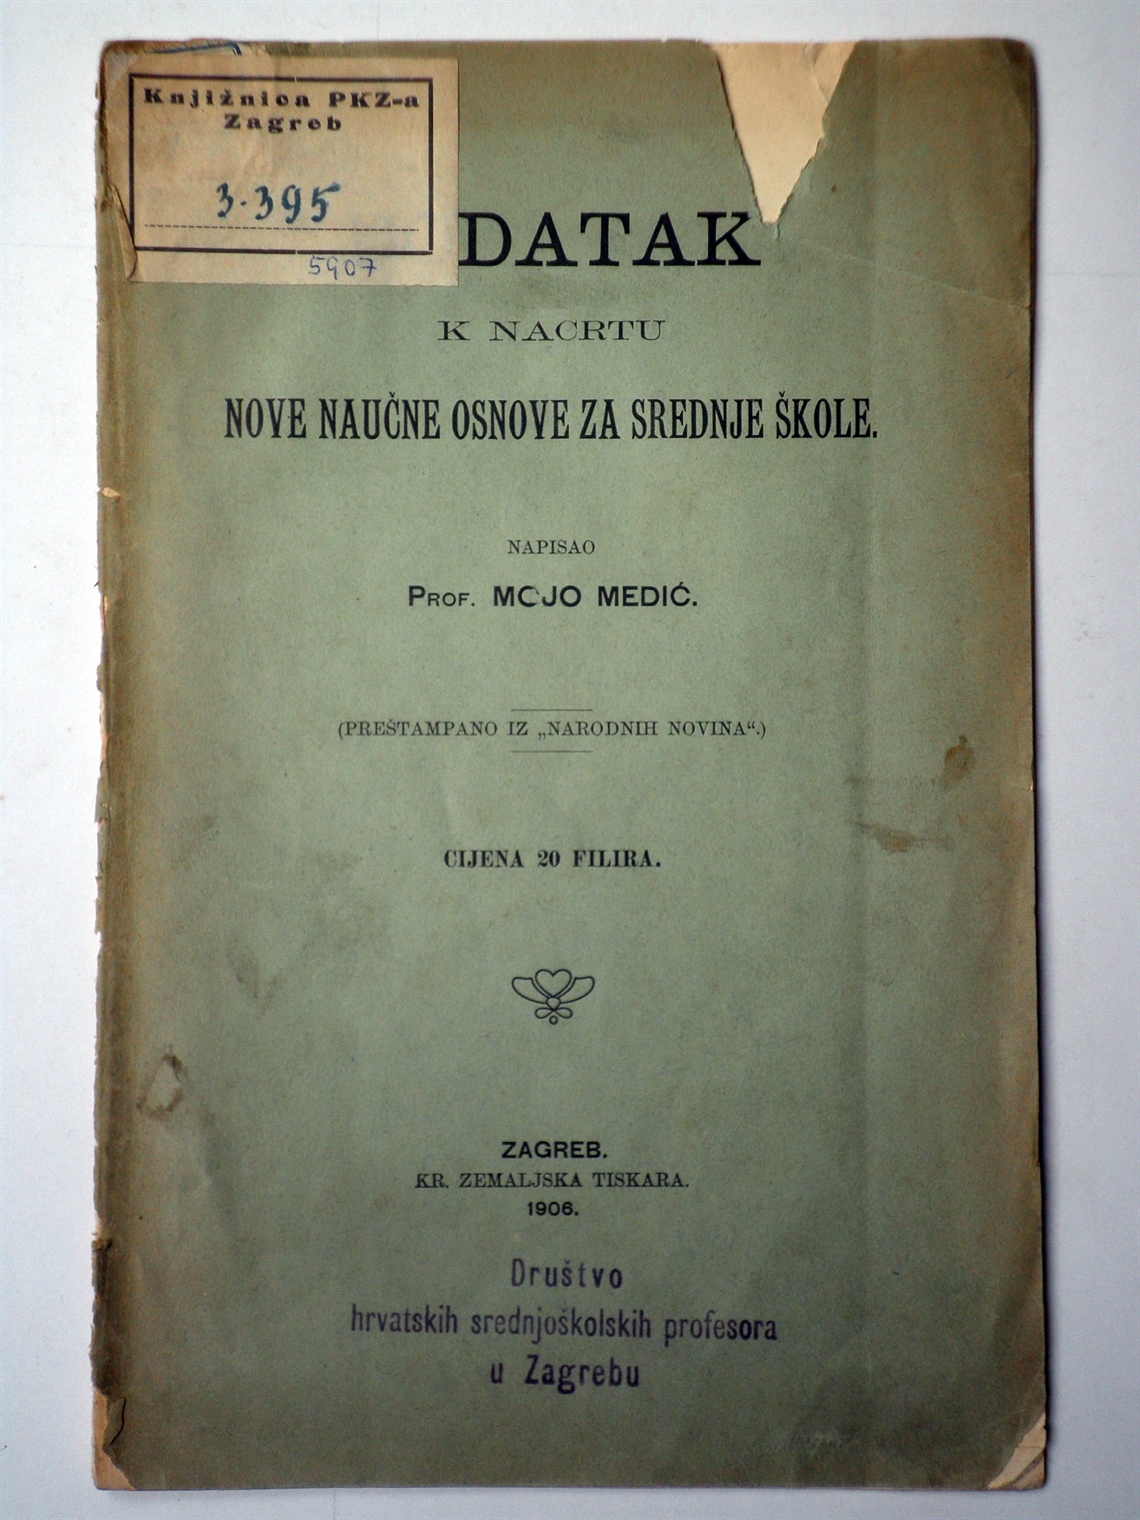 Knjižnica PKZ-a
Zagreb
3.395
5907
DATAK
K NACRTU
NOVE NAUČNE OSNOVE ZA SREDNJE ŠKOLE.
NAPISAO
PROF. MOJO MEDIĆ.
(PREŠTAMPANO IZ „NARODNIH NOVINA“.)
CIJENA 20 FILIRA.
ZAGREB.
KR. ZEMALJSKA TISKARA.
1906.
Društvo
hrvatskih srednjoškolskih profesora
u Zagrebu